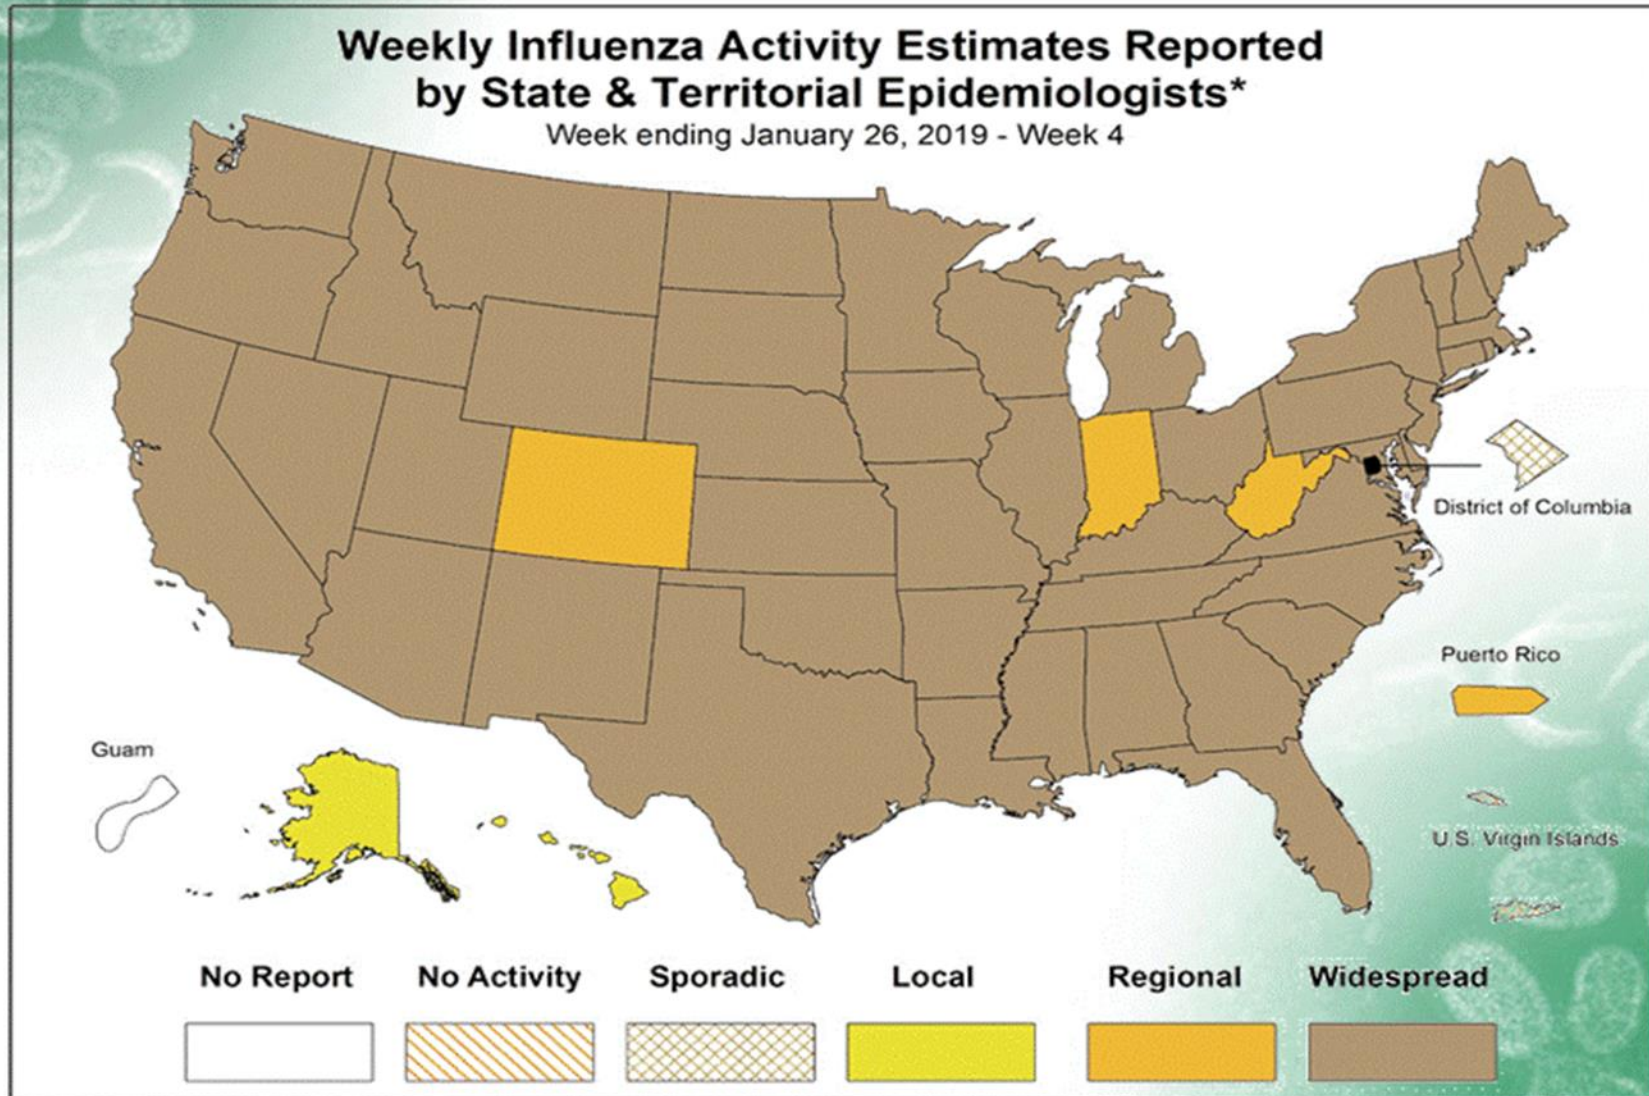 Weekly Influenza Activity Estimates Reported
by State & Territorial Epidemiologists*
Week ending January 26, 2019 - Week 4
District of Columbia
Puerto Rico
Guam
U.S. Virgin Islands
No Report
No Activity
Sporadic
Local
Regional
Widespread